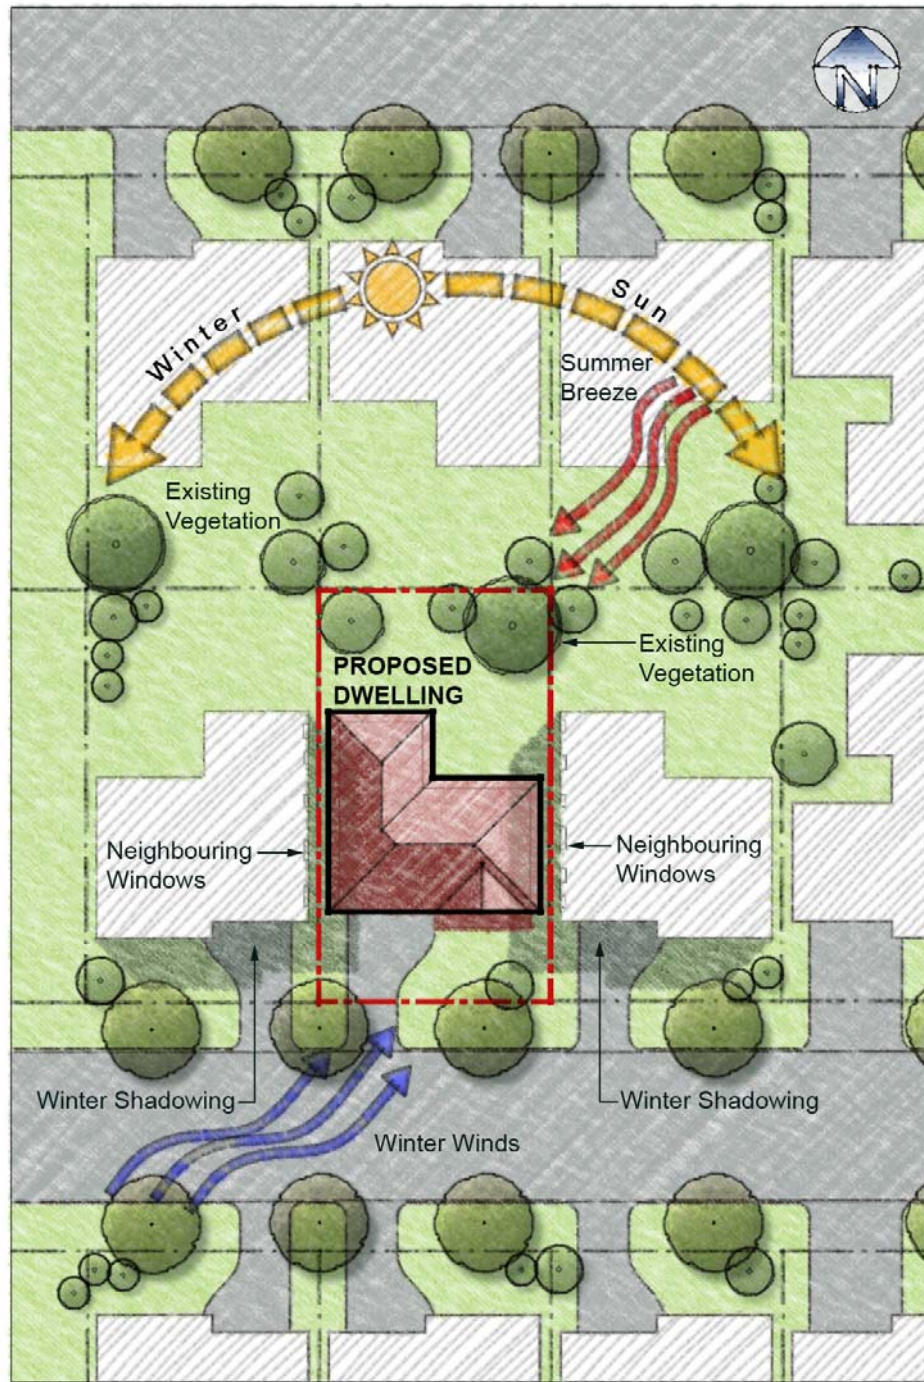 N
Winter
Sun
Summer
Breeze
Existing
Vegetation
Existing
Vegetation
PROPOSED
DWELLING
Neighbouring
Windows
Neighbouring
Windows
Winter Shadowing
Winter Shadowing
Winter Winds